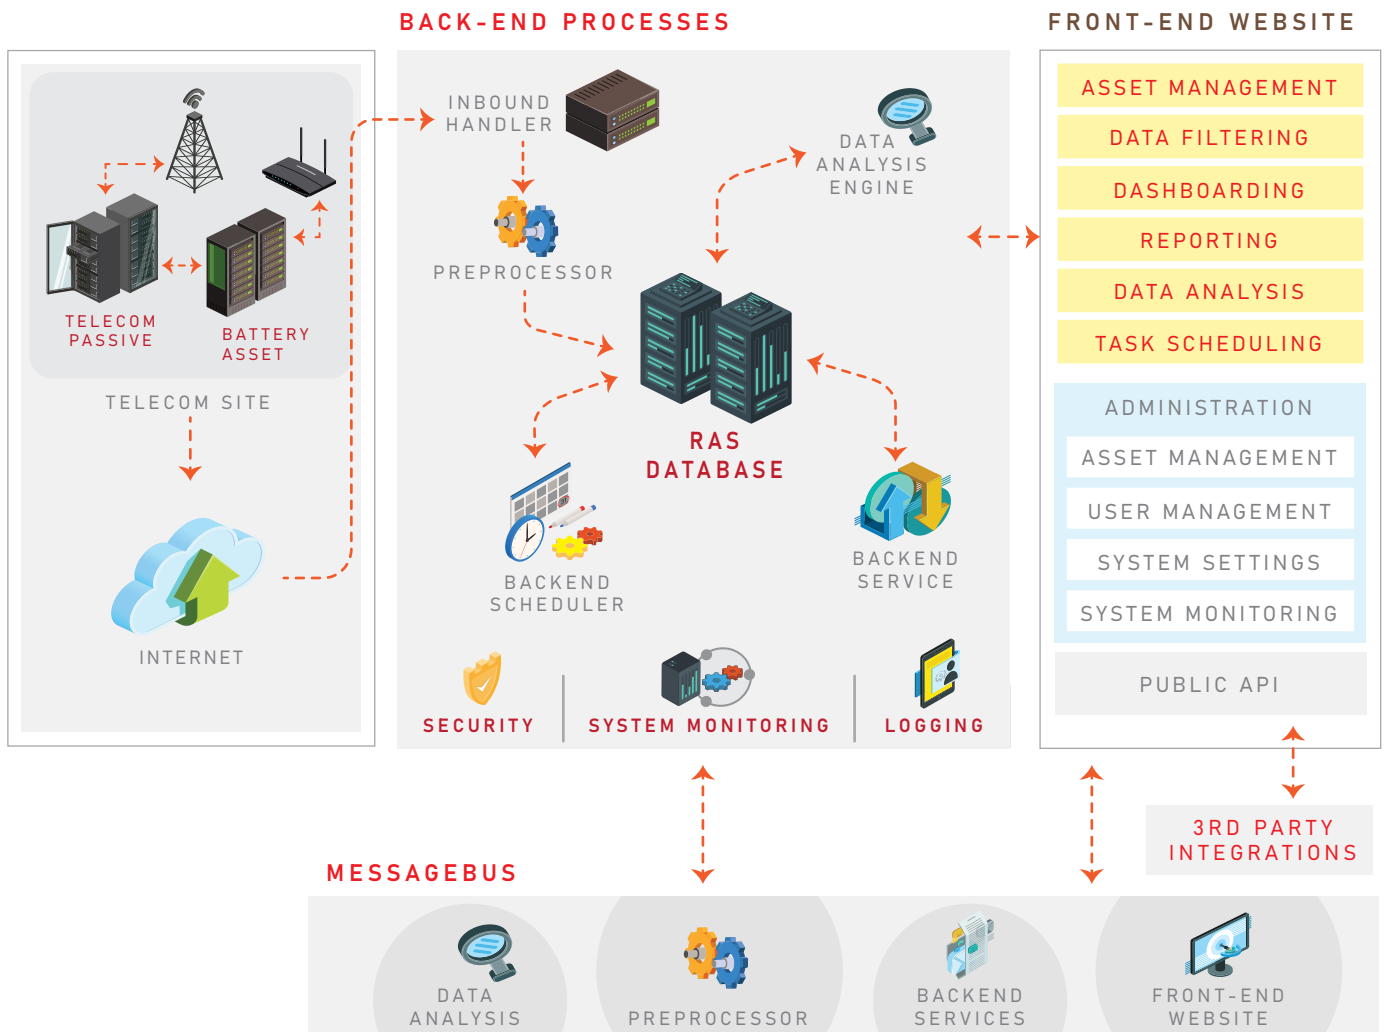 BACK-END PROCESSES
FRONT-END WEBSITE
TELECOM
PASSIVE
BATTERY
ASSET
TELECOM SITE
INTERNET
INBOUND
HANDLER
PREPROCESSOR
DATA
ANALYSIS
ENGINE
RAS
DATABASE
BACKEND
SCHEDULER
BACKEND
SERVICE
SECURITY
SYSTEM MONITORING
LOGGING
ASSET MANAGEMENT
DATA FILTERING
DASHBOARDING
REPORTING
DATA ANALYSIS
TASK SCHEDULING
ADMINISTRATION
ASSET MANAGEMENT
USER MANAGEMENT
SYSTEM SETTINGS
SYSTEM MONITORING
PUBLIC API
3RD PARTY
INTEGRATIONS
MESSAGEBUS
DATA
ANALYSIS
PREPROCESSOR
BACKEND
SERVICES
FRONT-END
WEBSITE